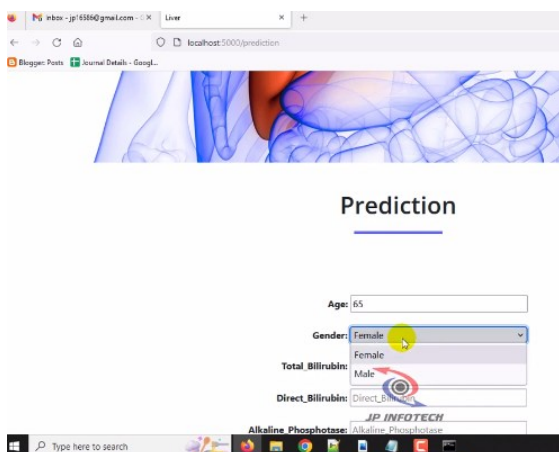 Inbox - jp16586@gmail.com - G
Liver
localhost:5000/prediction
Blogger: Posts
Journal Details - Googl...
Prediction
Age: 65
Gender: Female
Female
Male
Total_Bilirubin:
Direct_Bilirubin: Direct_Bilirubin
JP INFOTECH
Alkaline_Phosphotase: Alkaline_Phosphotase
Type here to search